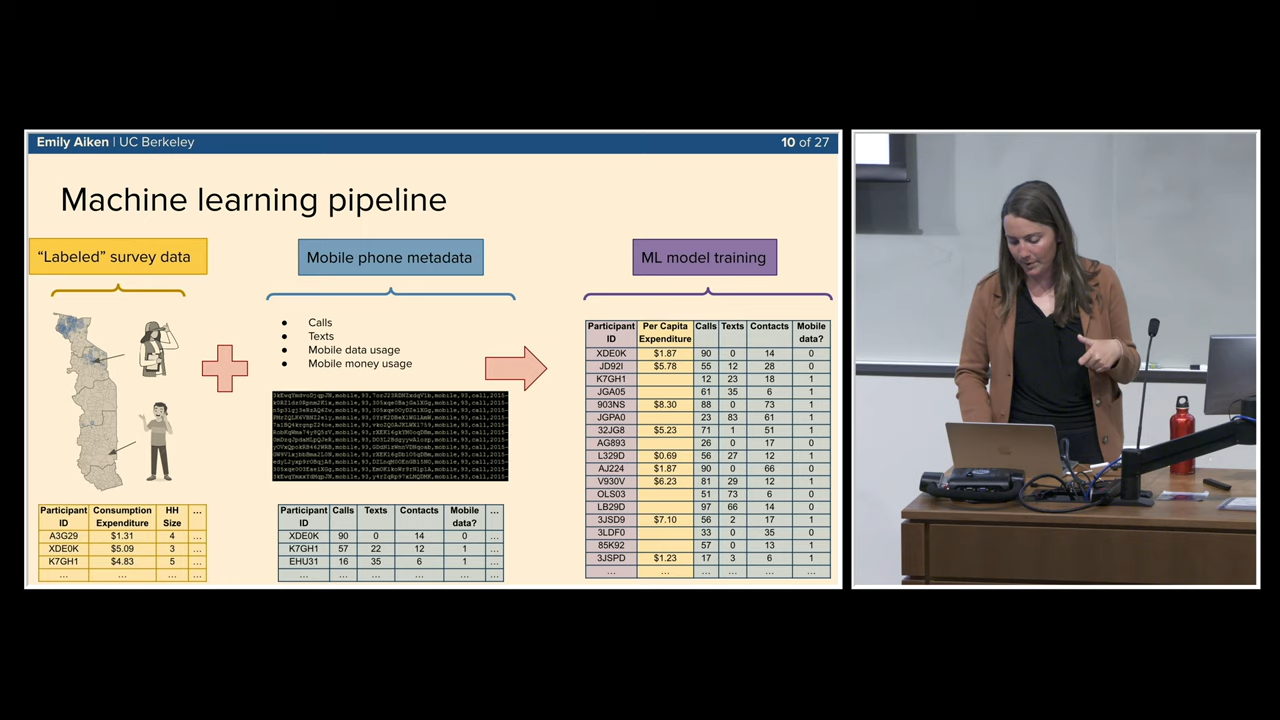 Emily Aiken | UC Berkeley
10 of 27
Machine learning pipeline
“Labeled” survey data
Mobile phone metadata
ML model training
● Calls
● Texts
● Mobile data usage
● Mobile money usage
Participant ID Consumption Expenditure HH Size ...
A3G29 $1.31 4 ...
XDE0K $5.09 3 ...
K7GH1 $4.83 5 ...
... ... ... ...
Participant ID Calls Texts Contacts Mobile data? ...
XDE0K 90 0 14 0 ...
K7GH1 57 22 12 1 ...
EHU31 16 35 6 1 ...
... ... ... ... ... ...
Participant ID Per Capita Expenditure Calls Texts Contacts Mobile data?
XDE0K $1.87 90 0 14 0
JD92I $5.78 55 12 28 0
K7GH1 12 23 18 1
JGA05 61 35 6 1
903NS $8.30 88 0 73 0
JGPA0 23 83 61 1
32JG8 $5.23 71 1 51 1
AG893 26 0 17 0
L329D $0.69 56 27 12 1
AJ224 $1.87 90 0 66 0
V930V $6.23 81 29 12 1
OLS03 51 73 6 1
LB29D 97 66 14 0
3JSD9 $7.10 56 2 17 1
3LDF0 33 0 35 0
85K92 57 0 13 1
3JSPD $1.23 17 3 6 1
... ... ... ... ... ...